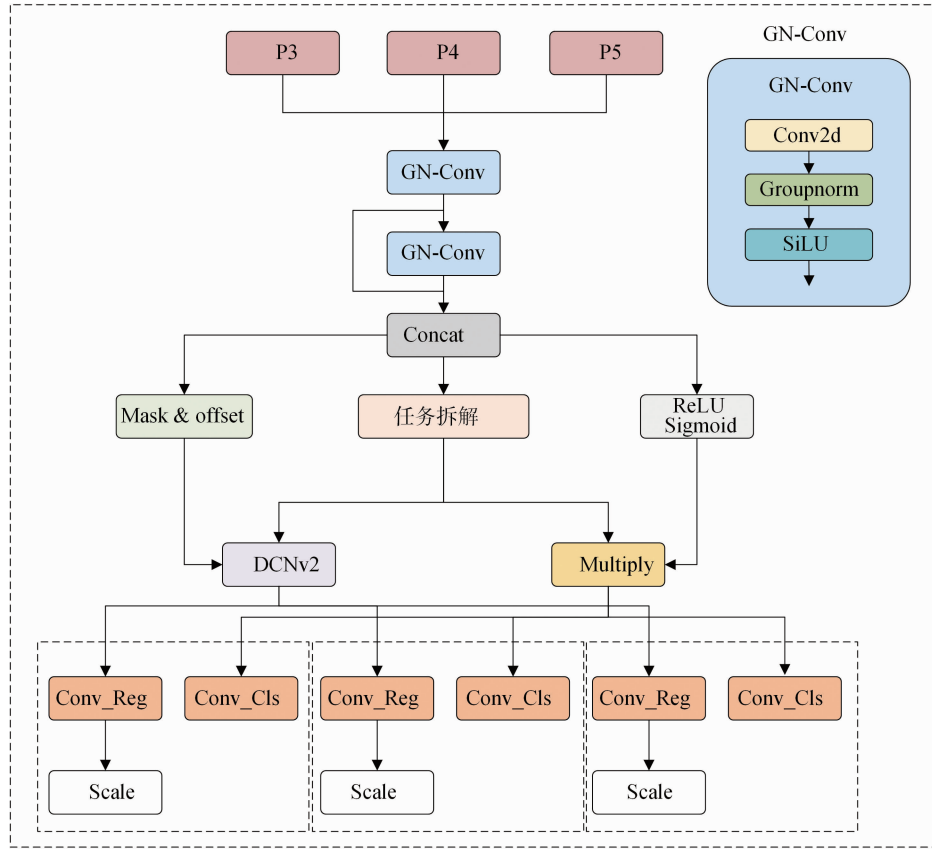 P3
P4
P5
GN-Conv
GN-Conv
Conv2d
Groupnorm
SiLU
GN-Conv
GN-Conv
Concat
Mask & offset
任务拆解
ReLU
Sigmoid
DCNv2
Multiply
Conv_Reg
Conv_Cls
Conv_Reg
Conv_Cls
Conv_Reg
Conv_Cls
Scale
Scale
Scale